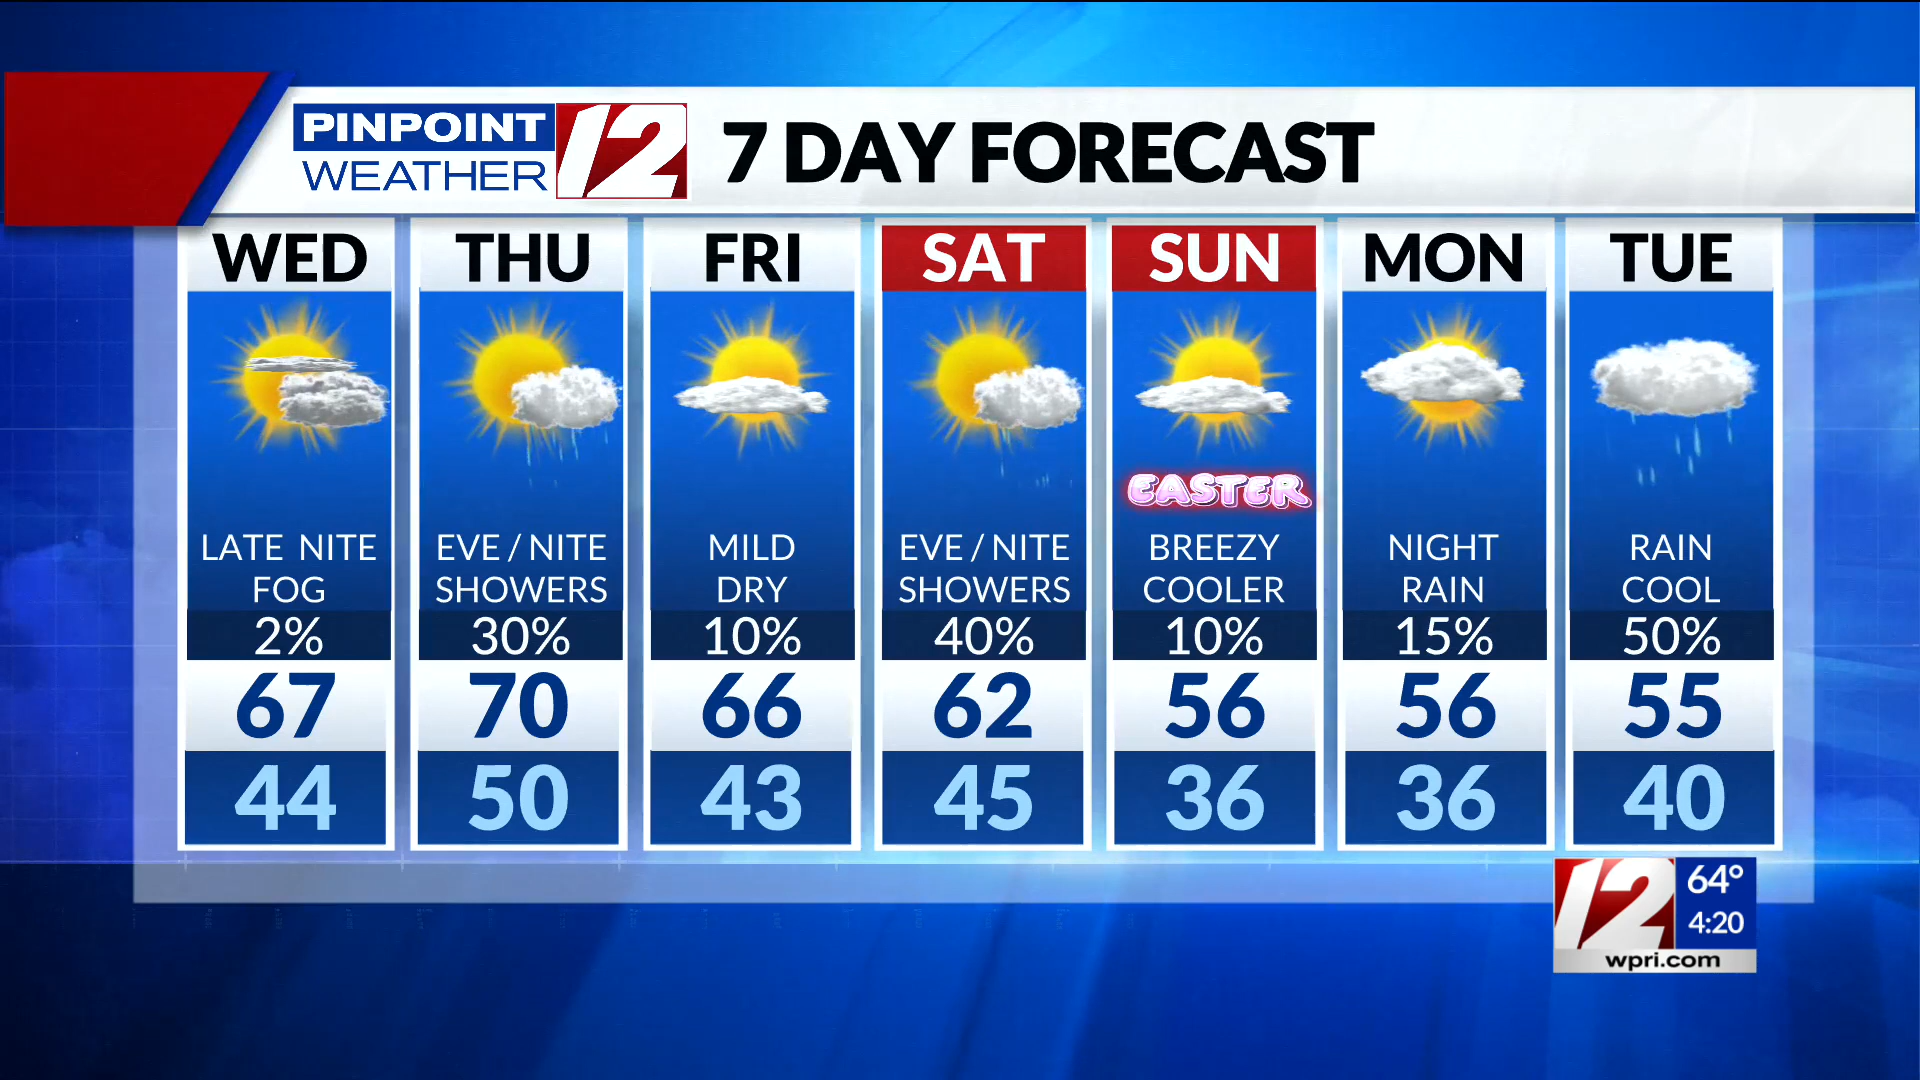 PINPOINT
WEATHER
12
7 DAY FORECAST
WED THU FRI SAT SUN MON TUE
EASTER
LATE NITE EVE / NITE MILD EVE / NITE BREEZY NIGHT RAIN
FOG SHOWERS DRY SHOWERS COOLER RAIN COOL
2% 30% 10% 40% 10% 15% 50%
67 70 66 62 56 56 55
44 50 43 45 36 36 40
12
64°
4:20
wpri.com